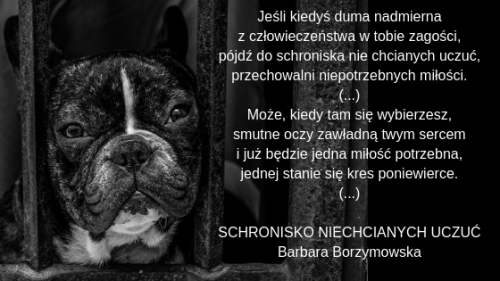 Jeśli kiedyś duma nadmierna
z człowieczeństwa w tobie zagości,
pójdź do schroniska nie chcianych uczuć,
przechowalni niepotrzebnych miłości.
(...)
Może, kiedy tam się wybierzesz,
smutne oczy zawładną twym sercem
i już będzie jedna miłość potrzebna,
jednej stanie się kres poniewierce.
(...)
SCHRONISKO NIECHCIANYCH UCZUĆ
Barbara Borzymowska